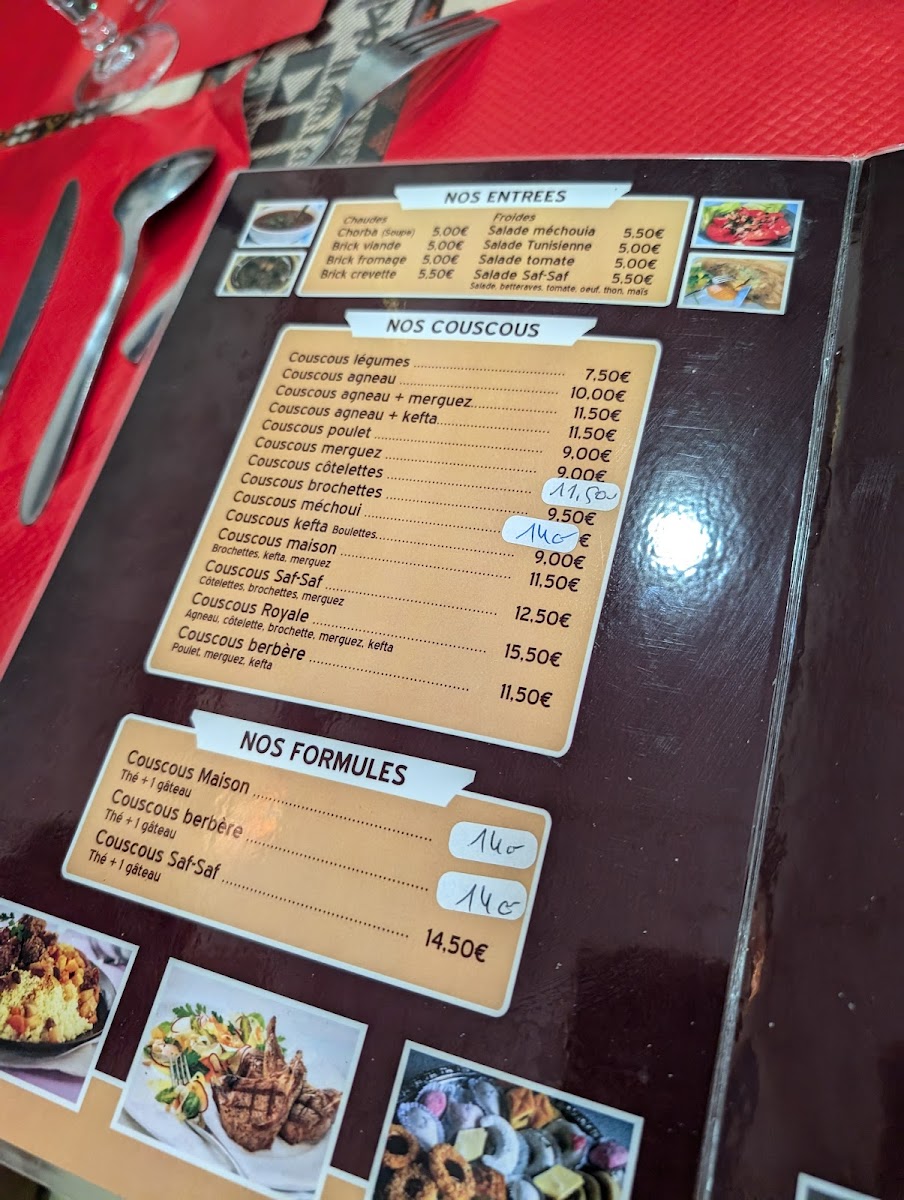 NOS ENTREES
Chaudes
Chorba (Soupe) 5,00€
Brick viande 5,00€
Brick fromage 5,00€
Brick crevette 5,50€
Froides
Salade méchouia 5,50€
Salade Tunisienne 5,00€
Salade tomate 5,00€
Salade Saf-Saf 5,50€
Salade, betteraves, tomate, oeuf, thon, maïs
NOS COUSCOUS
Couscous légumes 7,50€
Couscous agneau 10,00€
Couscous agneau + merguez 11,50€
Couscous agneau + kefta 11,50€
Couscous poulet 9,00€
Couscous merguez 9,00€
Couscous côtelettes 11,50
Couscous brochettes 9,50€
Couscous méchoui 14€ €
Couscous kefta Boulettes 9,00€
Couscous maison 11,50€
Brochettes, kefta, merguez
Couscous Saf-Saf 12,50€
Côtelettes, brochettes, merguez
Couscous Royale 15,50€
Agneau, côtelette, brochette, merguez, kefta
Couscous berbère 11,50€
Poulet, merguez, kefta
NOS FORMULES
Couscous Maison 14€
Thé + 1 gâteau
Couscous berbère 14€
Thé + 1 gâteau
Couscous Saf-Saf 14,50€
Thé + 1 gâteau